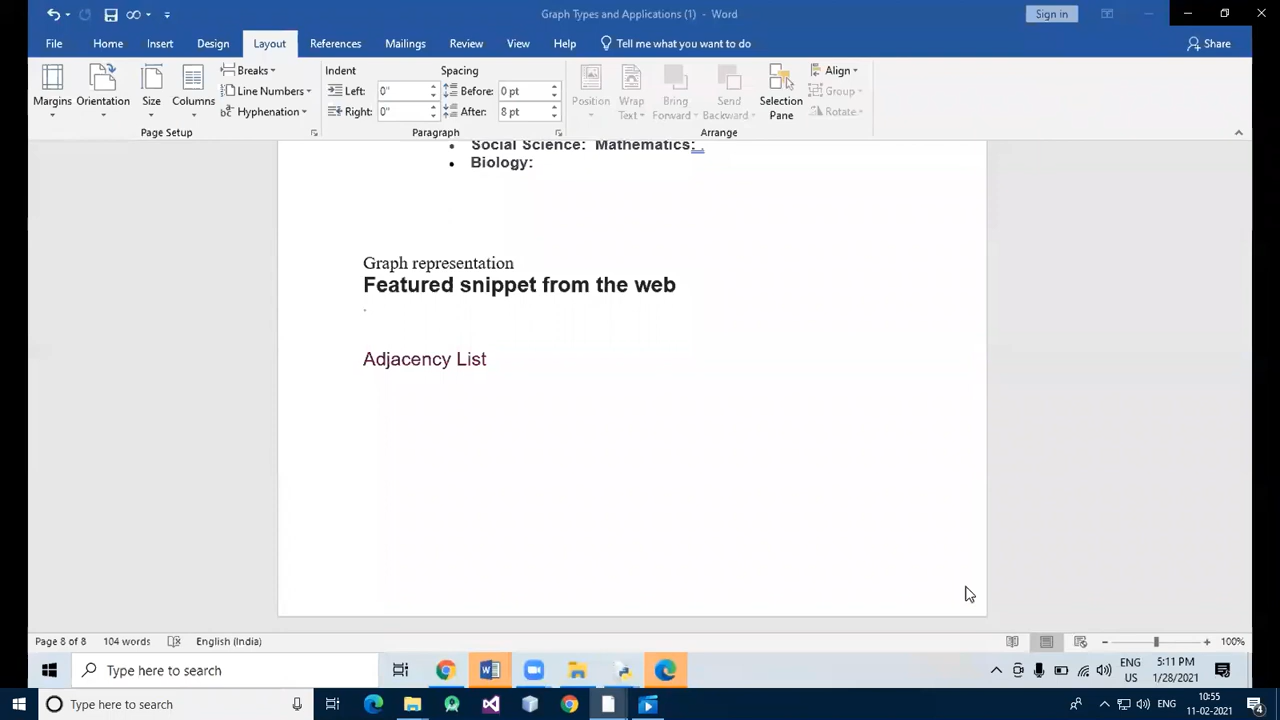 Graph Types and Applications (1) - Word
Sign in
File Home Insert Design Layout References Mailings Review View Help Tell me what you want to do Share
Margins Orientation Size Columns
Breaks
Line Numbers
Hyphenation
Page Setup
Indent
Left: 0"
Right: 0"
Spacing
Before: 0 pt
After: 8 pt
Paragraph
Position
Wrap Text
Bring Forward
Send Backward
Selection Pane
Align
Group
Rotate
Arrange
• Social Science: Mathematics: .
• Biology:
Graph representation
Featured snippet from the web
.
Adjacency List
Page 8 of 8 104 words English (India) 100%
Type here to search
ENG US
5:11 PM
1/28/2021
Type here to search
ENG
10:55
11-02-2021
4